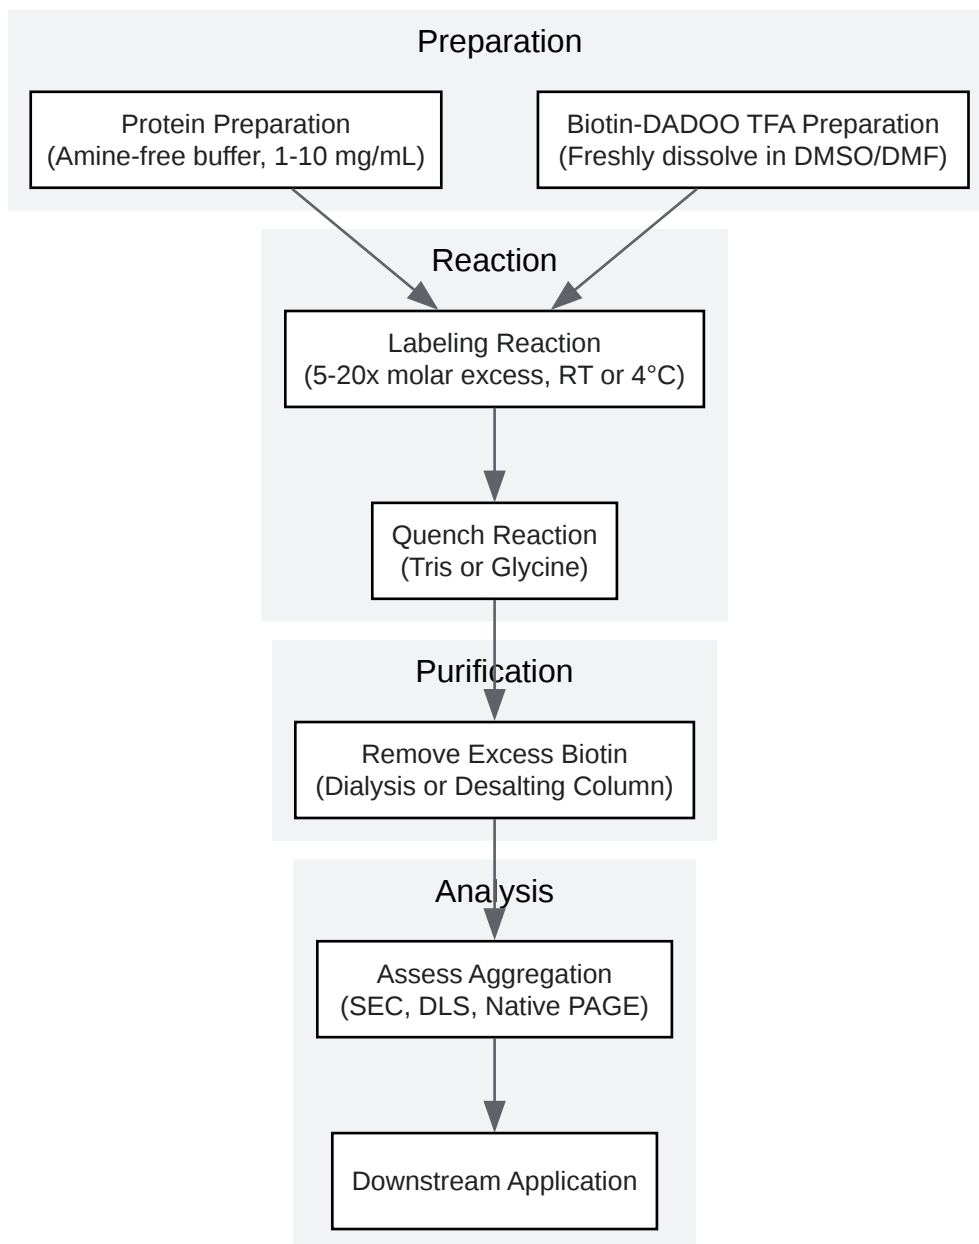 Preparation
Protein Preparation
(Amine-free buffer, 1-10 mg/mL)
Biotin-DADOO TFA Preparation
(Freshly dissolve in DMSO/DMF)
Reaction
Labeling Reaction
(5-20x molar excess, RT or 4°C)
Quench Reaction
(Tris or Glycine)
Purification
Remove Excess Biotin
(Dialysis or Desalting Column)
Analysis
Assess Aggregation
(SEC, DLS, Native PAGE)
Downstream Application